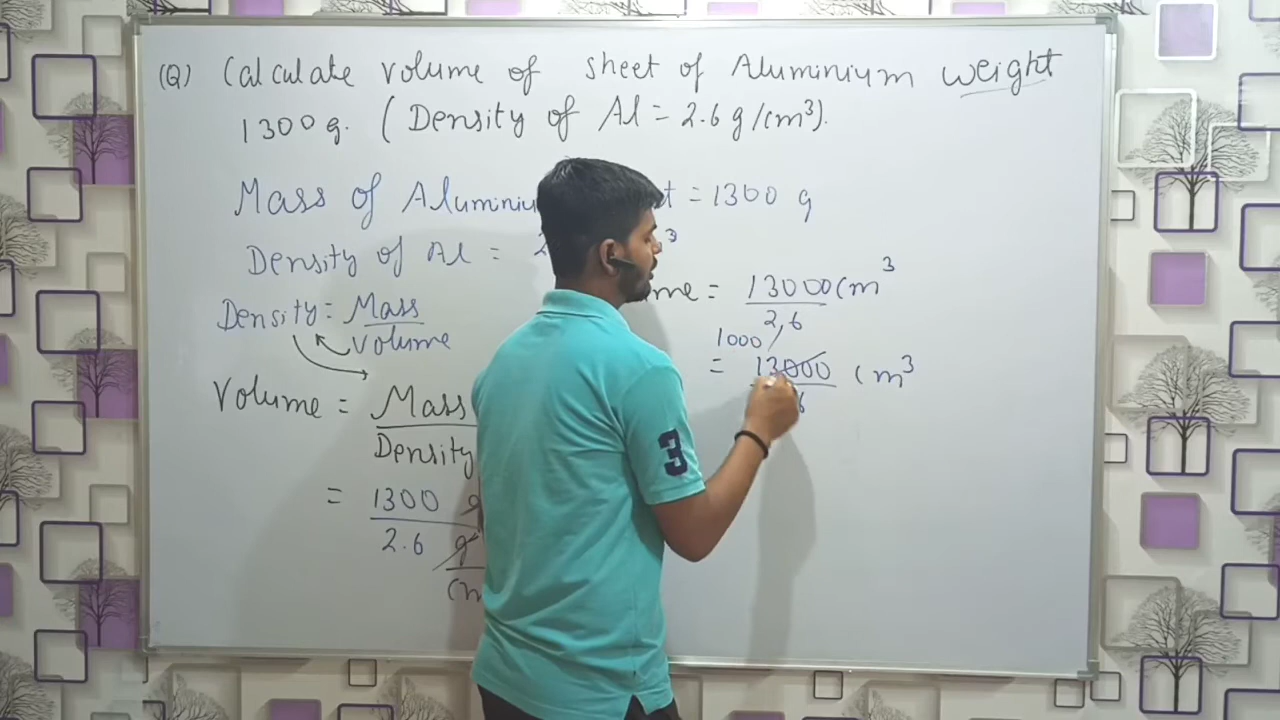 (Q) Calculate volume of sheet of Aluminium weight
1300 g. (Density of Al = 2.6 g/cm³).
Mass of = 1300 g
Density of Al =
Density = Mass
Volume
= 13000 cm³
2,6
1000
= 13000 cm³
6
Volume = Mass
Density
= 1300
2.6 g
3